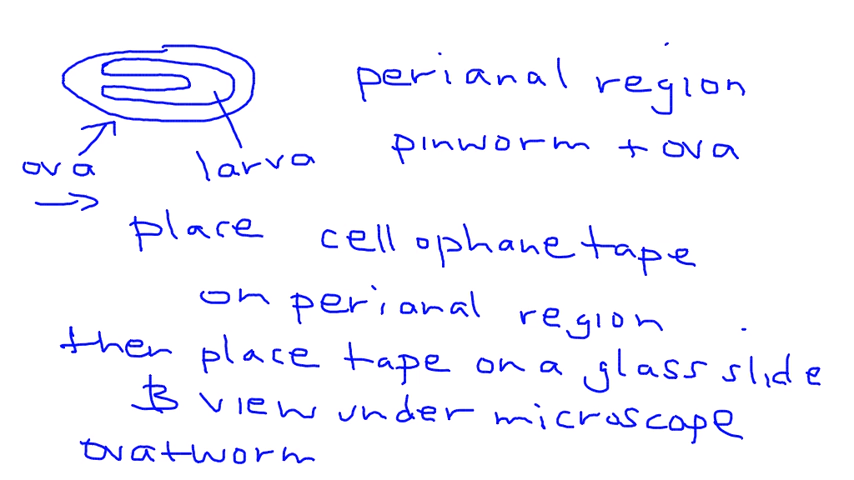 perianal region
pinworm + ova
ova
larva
place cellophane tape
on perianal region
then place tape on a glass slide
& view under microscope
ova+worm